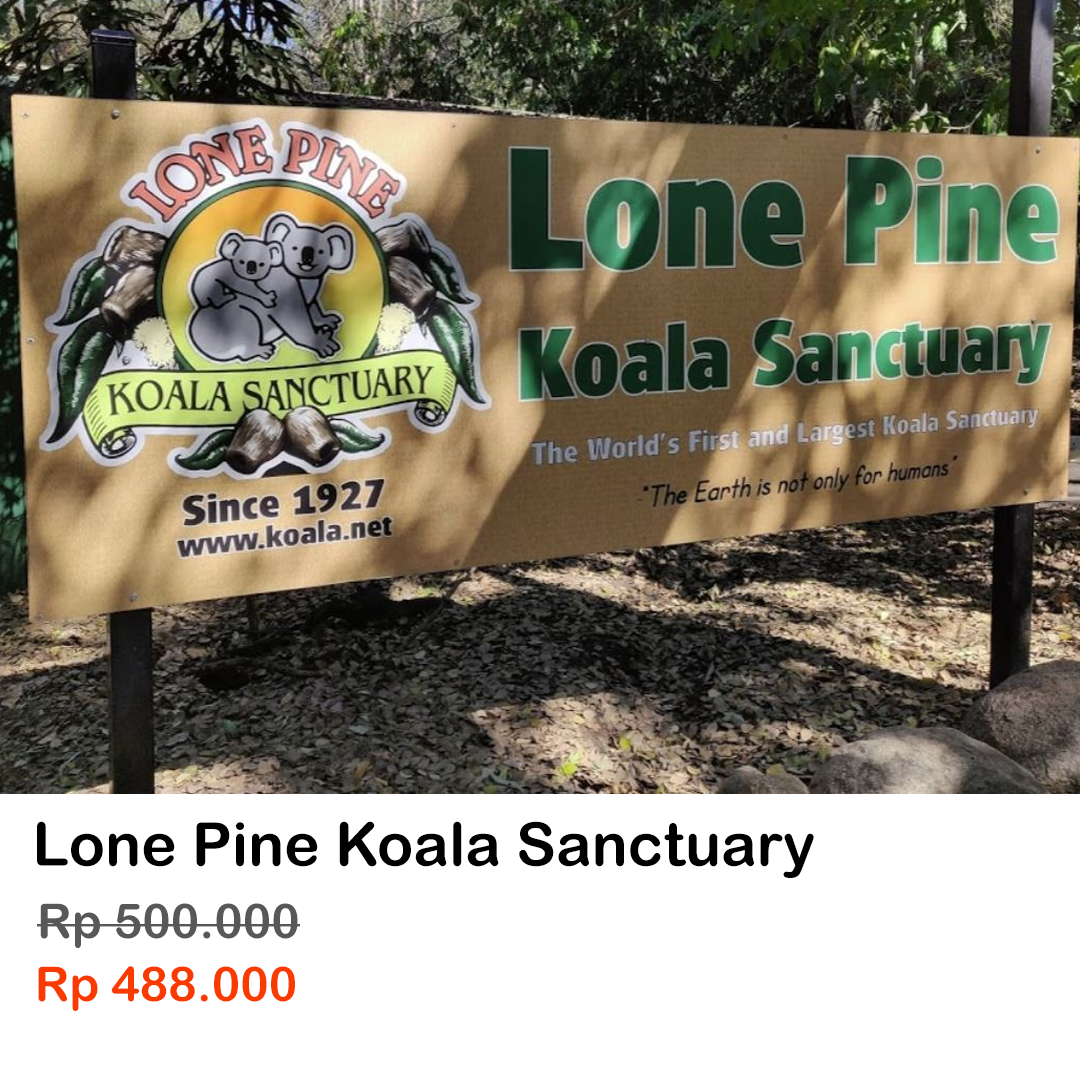 LONE PINE
KOALA SANCTUARY
Since 1927
www.koala.net
Lone Pine
Koala Sanctuary
The World's First and Largest Koala Sanctuary
"The Earth is not only for humans"
Lone Pine Koala Sanctuary
Rp 500.000
Rp 488.000